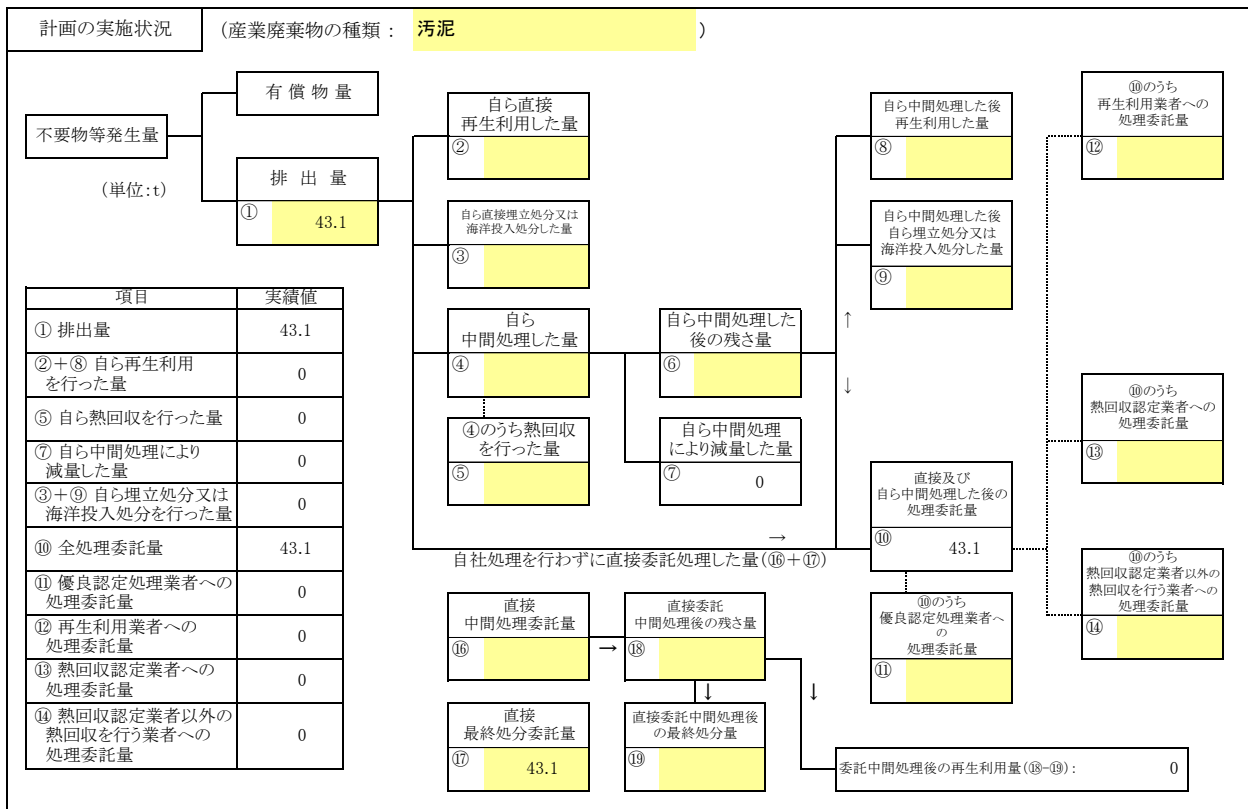 計画の実施状況
(産業廃棄物の種類 : 汚泥 )
不要物等発生量
(単位:t)
有 償 物 量
排 出 量
① 43.1
自ら直接
再生利用した量
②
自ら直接埋立処分又は
海洋投入処分した量
③
自ら
中間処理した量
④
④のうち熱回収
を行った量
⑤
自ら中間処理した
後の残さ量
⑥
自ら中間処理
により減量した量
⑦ 0
自ら中間処理した後
再生利用した量
⑧
自ら中間処理した後
自ら埋立処分又は
海洋投入処分した量
⑨
↑
↓
直接及び
自ら中間処理した後の
処理委託量
⑩ 43.1
→
自社処理を行わずに直接委託処理した量(⑯+⑰)
⑩のうち
優良認定処理業者へ
の
処理委託量
⑪
⑩のうち
再生利用業者への
処理委託量
⑫
⑩のうち
熱回収認定業者への
処理委託量
⑬
⑩のうち
熱回収認定業者以外の
熱回収を行う業者への
処理委託量
⑭
直接
中間処理委託量
⑯
→
直接委託
中間処理後の残さ量
⑱
↓
↓
直接
最終処分委託量
⑰ 43.1
直接委託中間処理後
の最終処分量
⑲
委託中間処理後の再生利用量(⑱-⑲) : 0
項目 実績値
① 排出量 43.1
②+⑧ 自ら再生利用
を行った量 0
⑤ 自ら熱回収を行った量 0
⑦ 自ら中間処理により
減量した量 0
③+⑨ 自ら埋立処分又は
海洋投入処分を行った量 0
⑩ 全処理委託量 43.1
⑪ 優良認定処理業者への
処理委託量 0
⑫ 再生利用業者への
処理委託量 0
⑬ 熱回収認定業者への
処理委託量 0
⑭ 熱回収認定業者以外の
熱回収を行う業者への
処理委託量 0